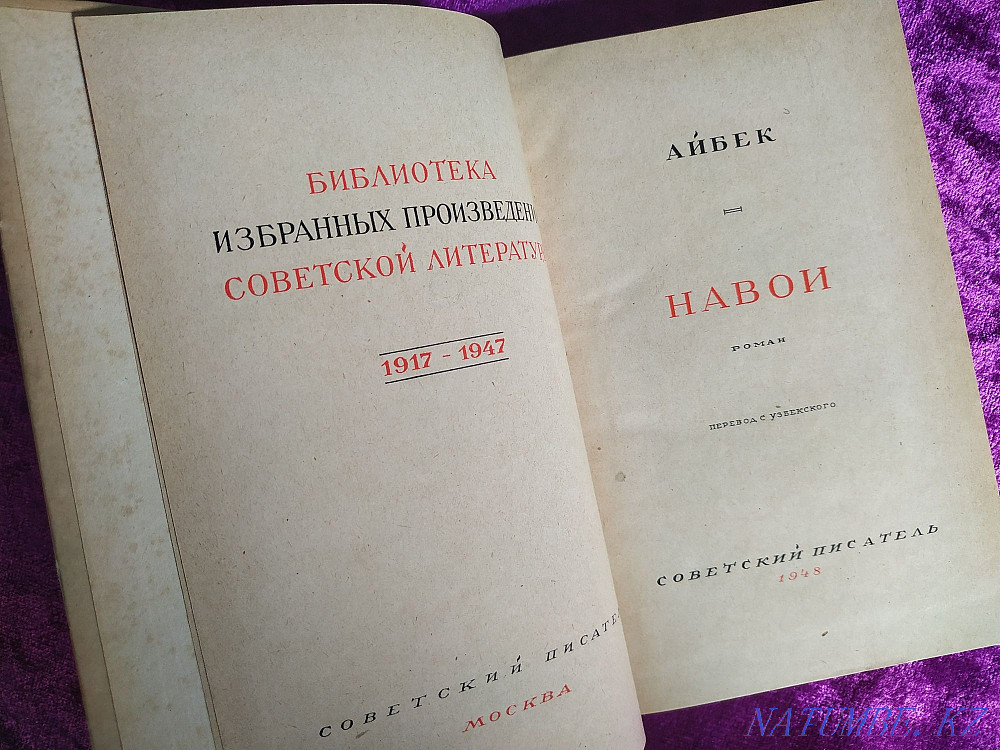 БИБЛИОТЕКА
ИЗБРАННЫХ ПРОИЗВЕДЕНИ
СОВЕТСКОЙ ЛИТЕРАТУР
1917 - 1947
СОВЕТСКИЙ ПИСАТЕ
МОСКВА
АЙБЕК
НАВОИ
РОМАН
ПЕРЕВОД С УЗБЕКСКОГО
СОВЕТСКИЙ ПИСАТЕЛЬ
1948
NATUMBE.KZ